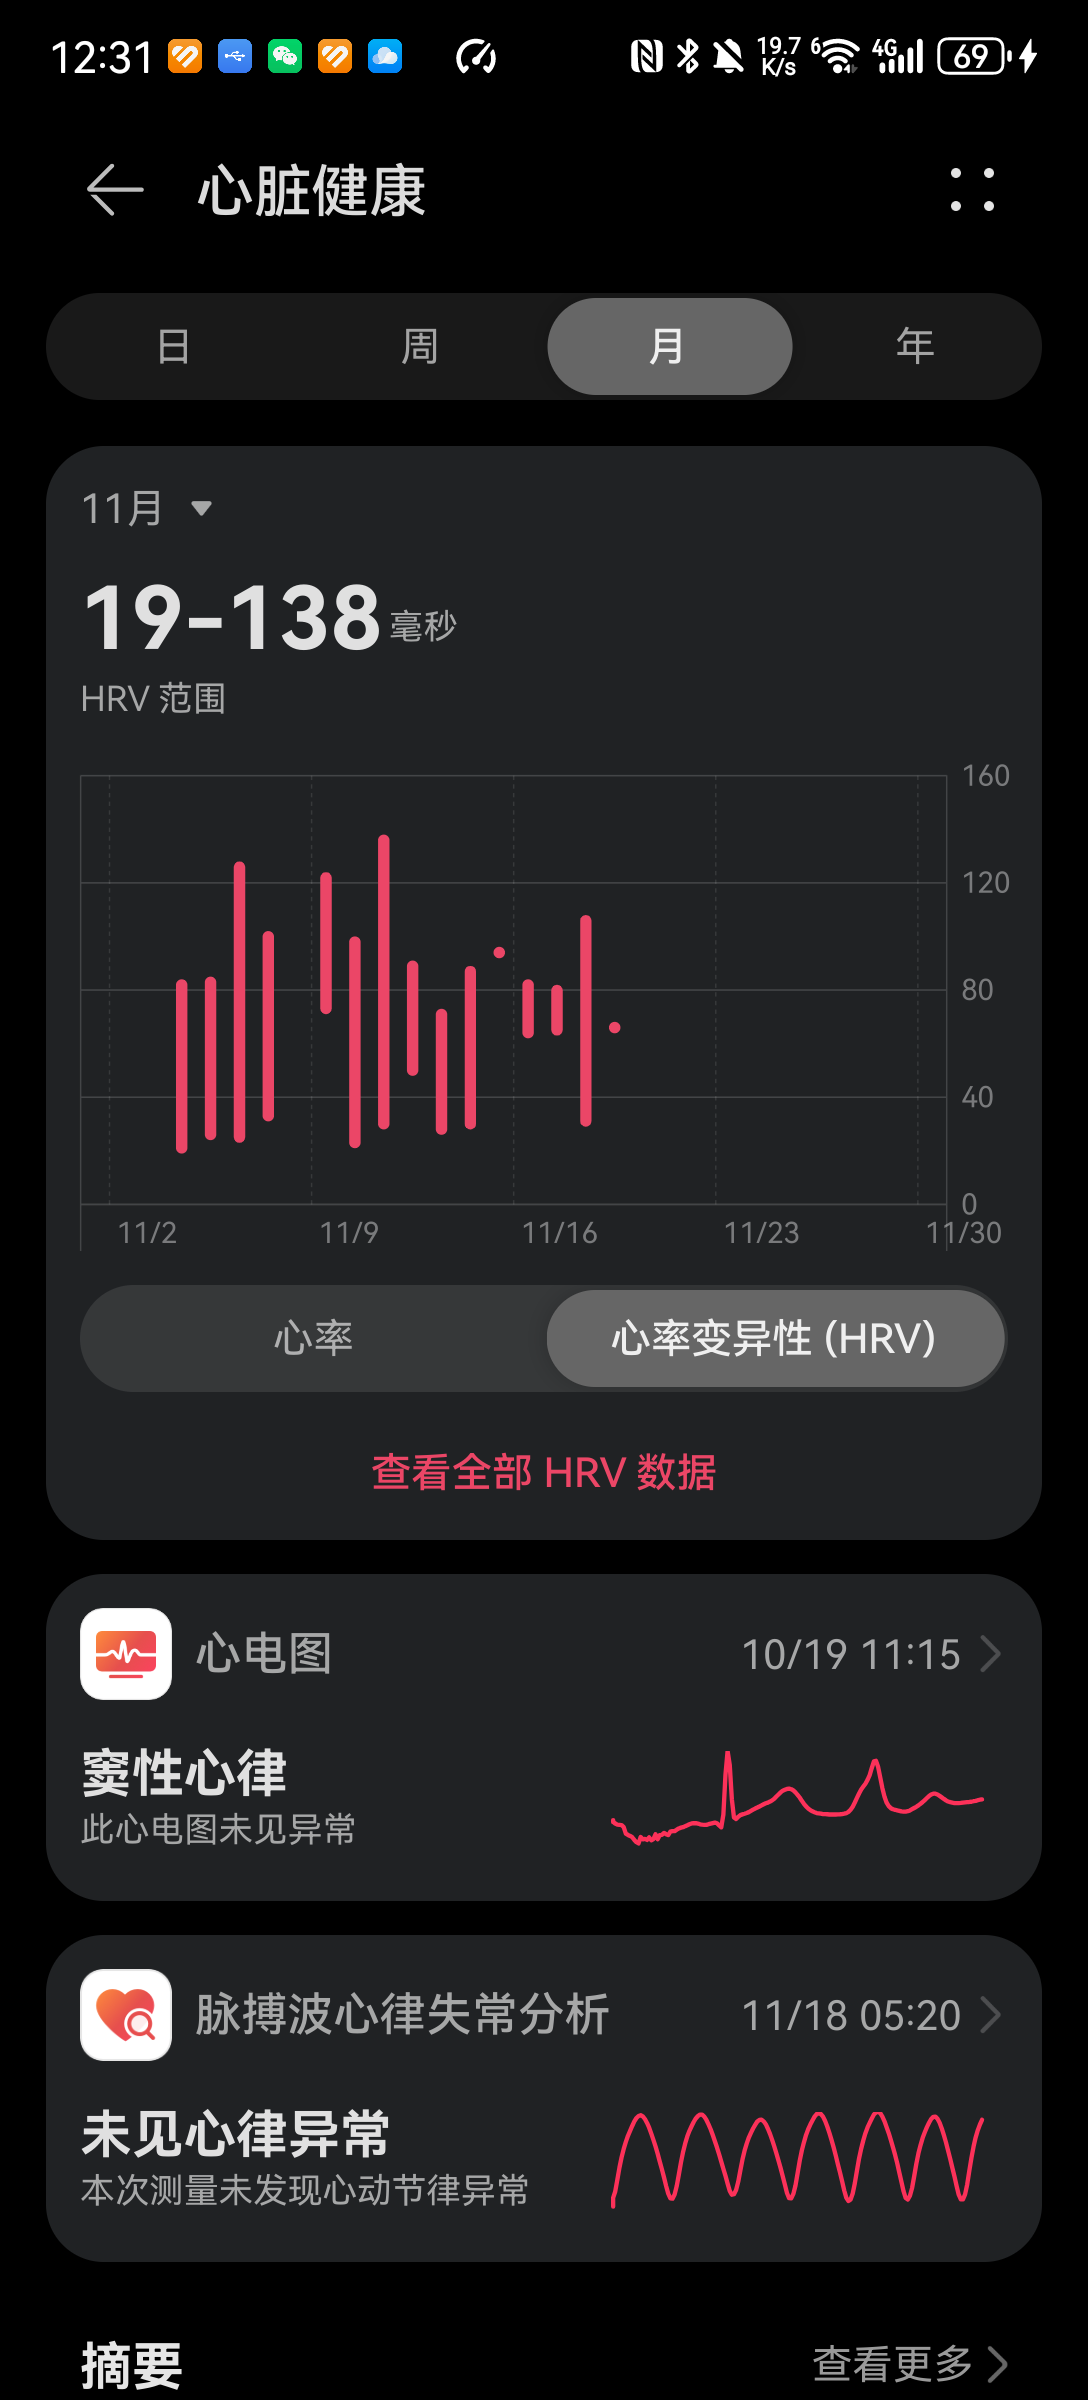 12:31 19.7 K/s 6 4G 69
心脏健康
日 周 月 年
11月
19-138 毫秒
HRV 范围
160
120
80
40
0
11/2 11/9 11/16 11/23 11/30
心率 心率变异性 (HRV)
查看全部 HRV 数据
心电图 10/19 11:15
窦性心律
此心电图未见异常
脉搏波心律失常分析 11/18 05:20
未见心律异常
本次测量未发现心动节律异常
摘要 查看更多